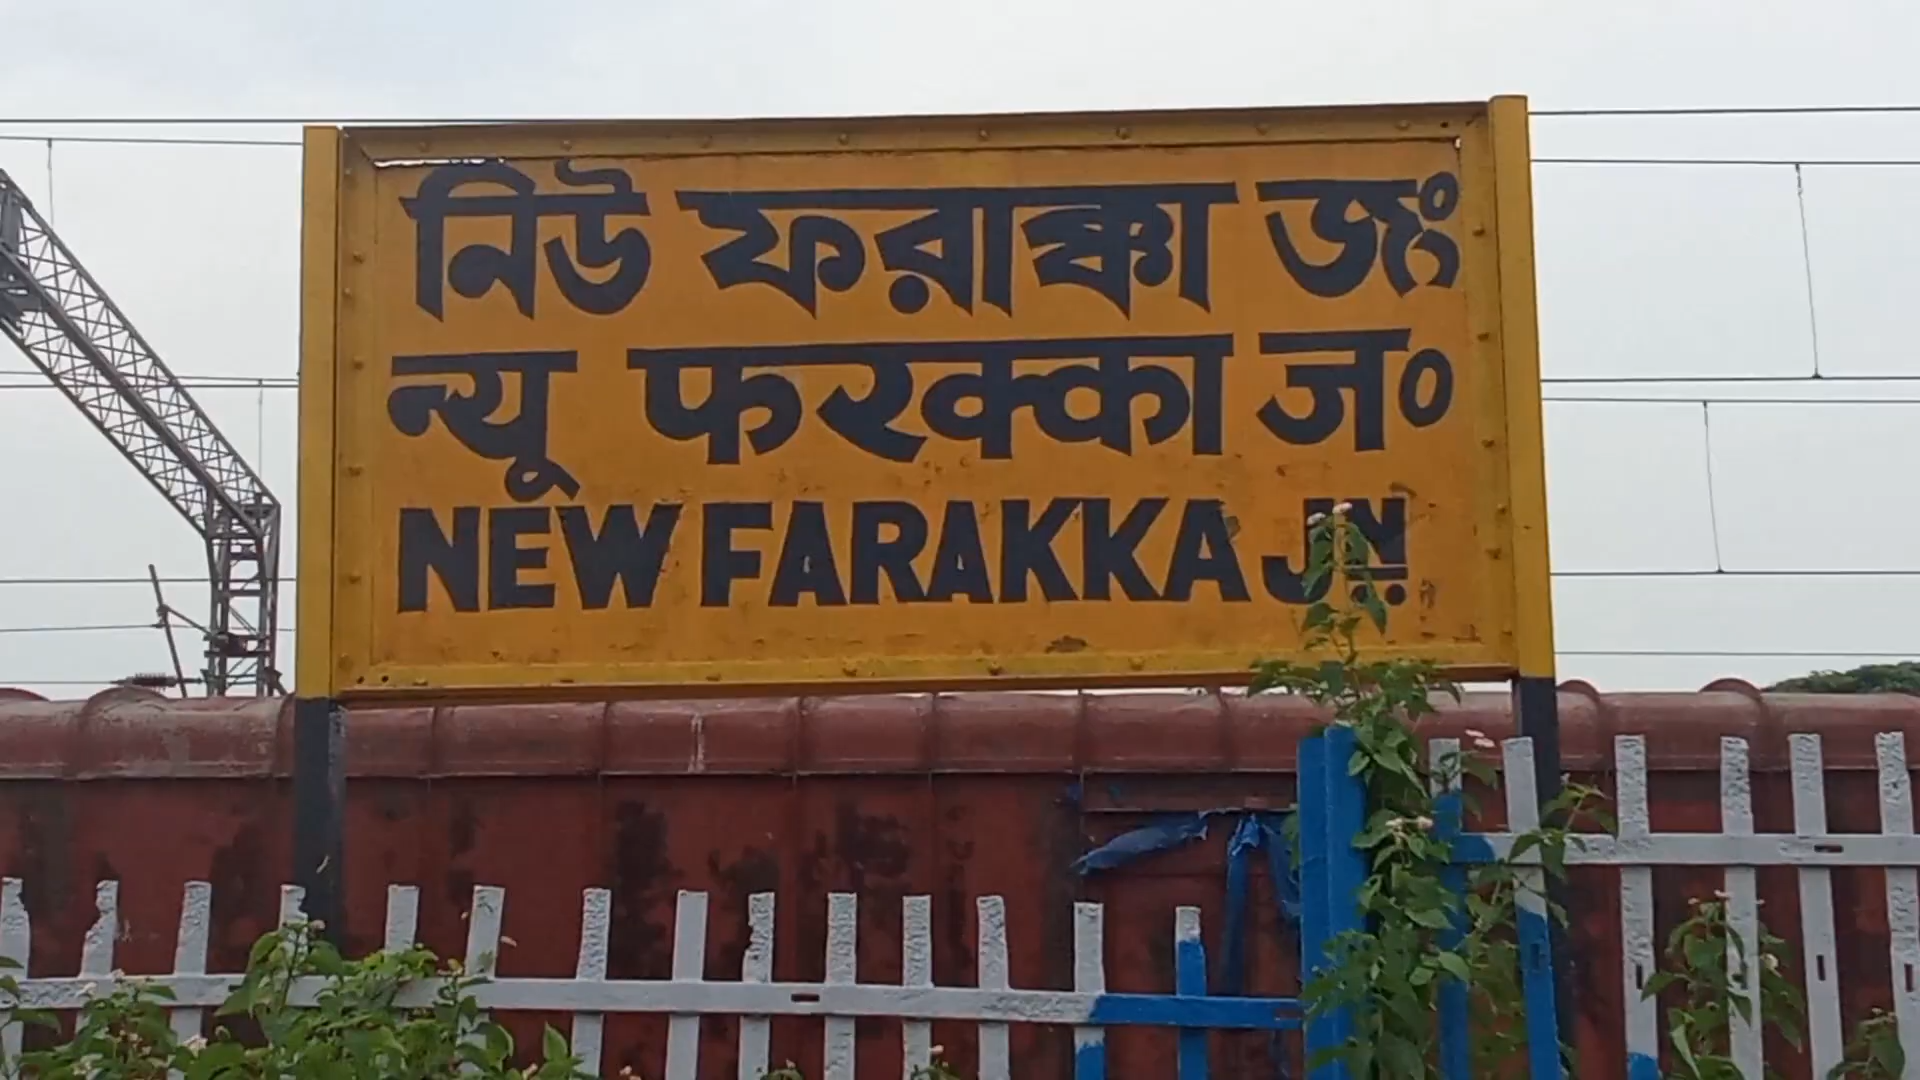 নিউ ফরাক্কা জং
न्यू फरक्का जं०
NEW FARAKKA JN.